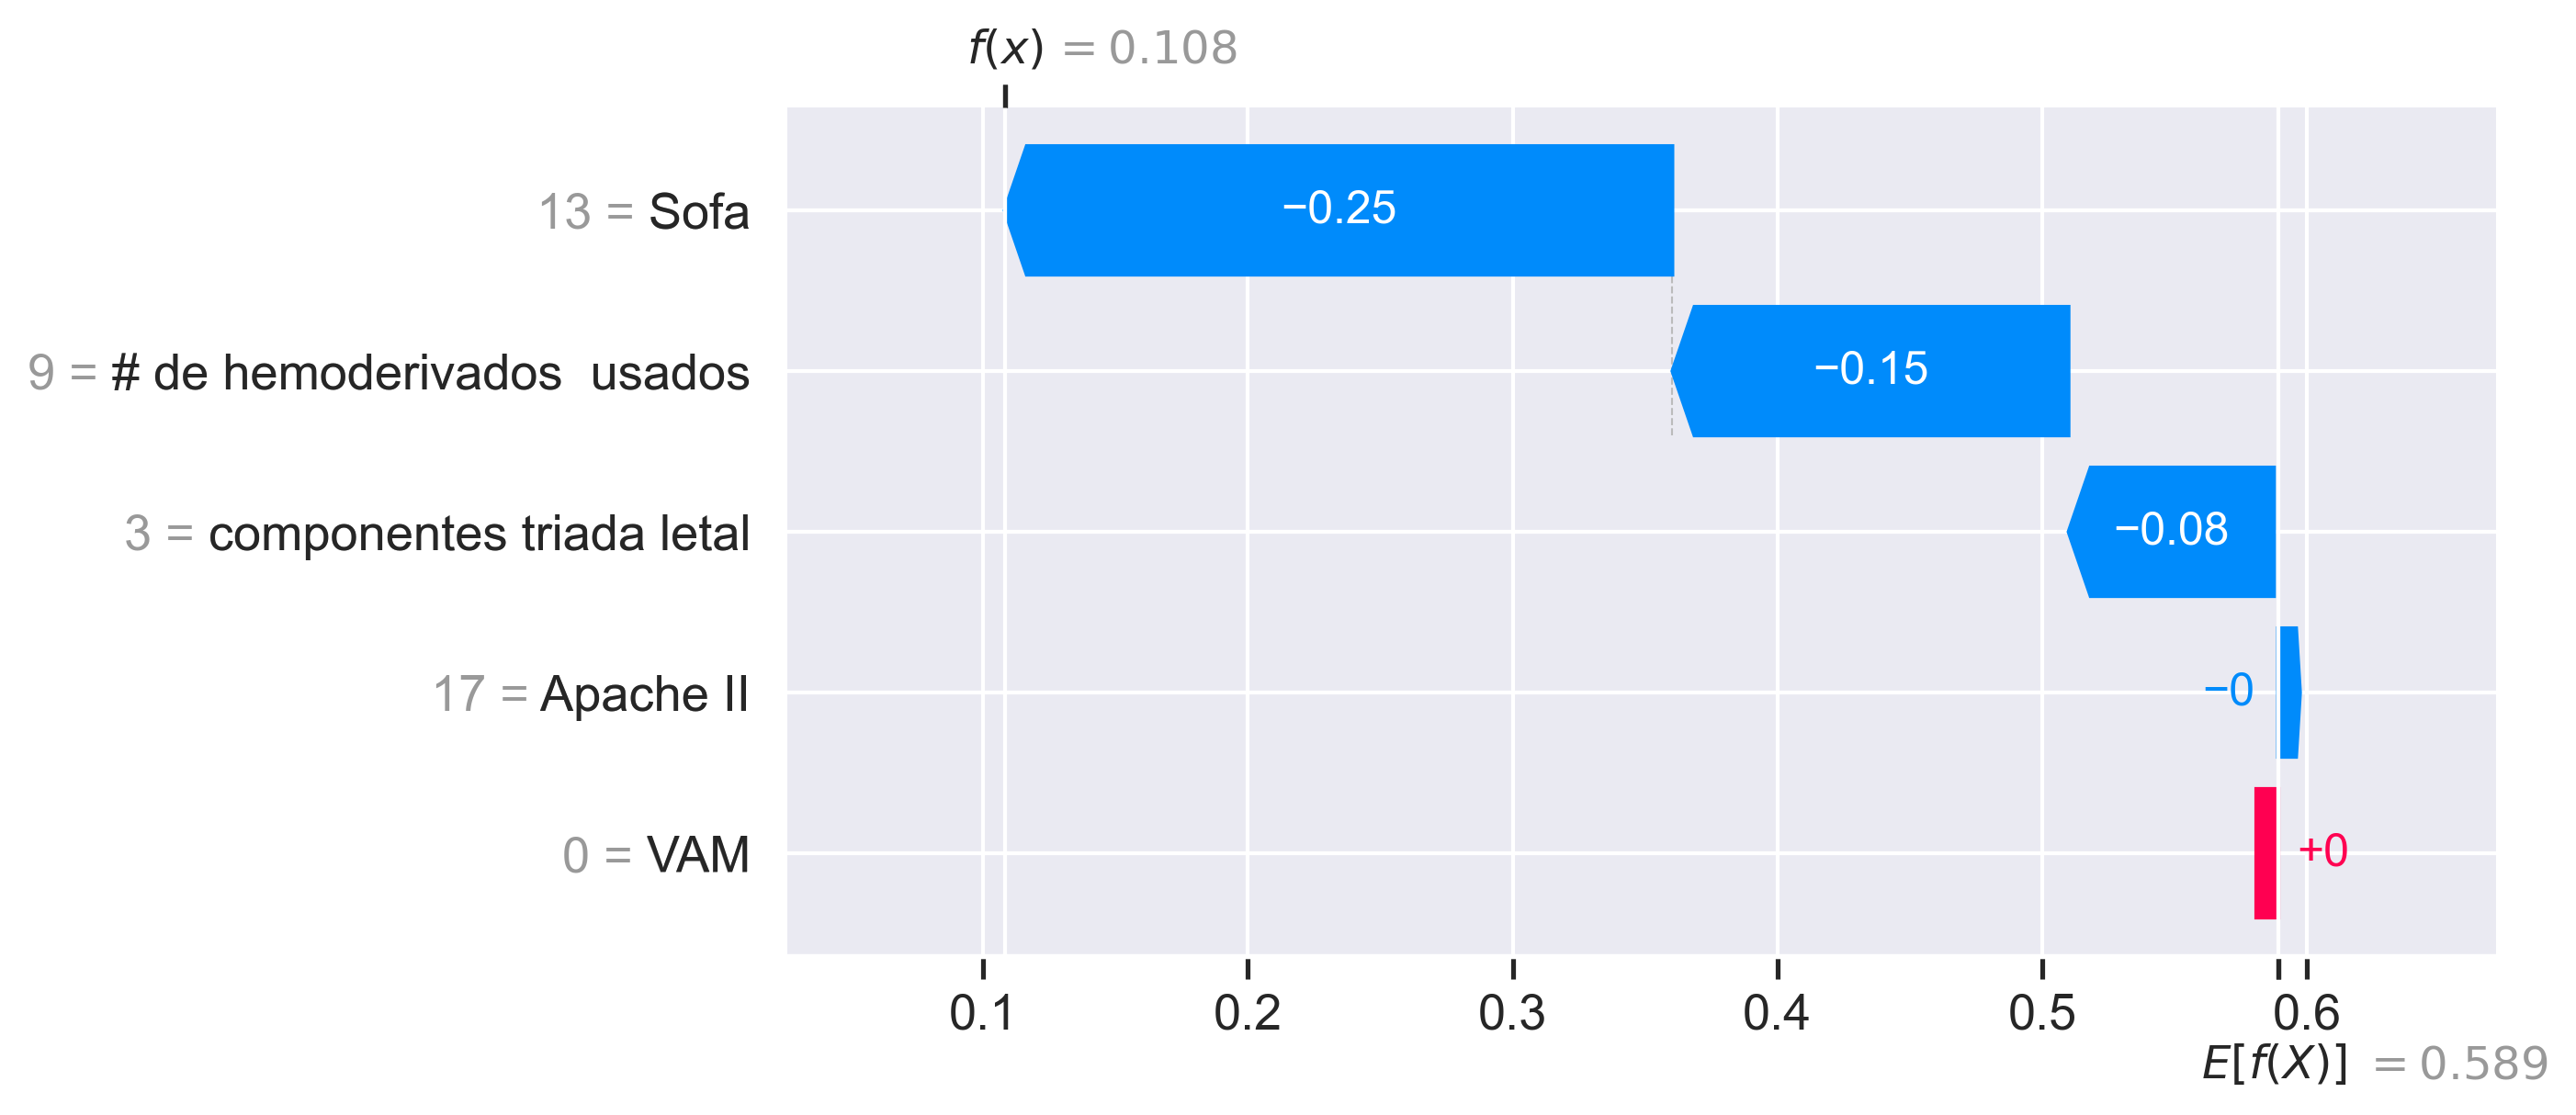 f(x) = 0.108
13 = Sofa
−0.25
9 = # de hemoderivados  usados
−0.15
3 = componentes triada letal
−0.08
17 = Apache II
−0
0 = VAM
+0
0.1 0.2 0.3 0.4 0.5 0.6
E[f(X)] = 0.589